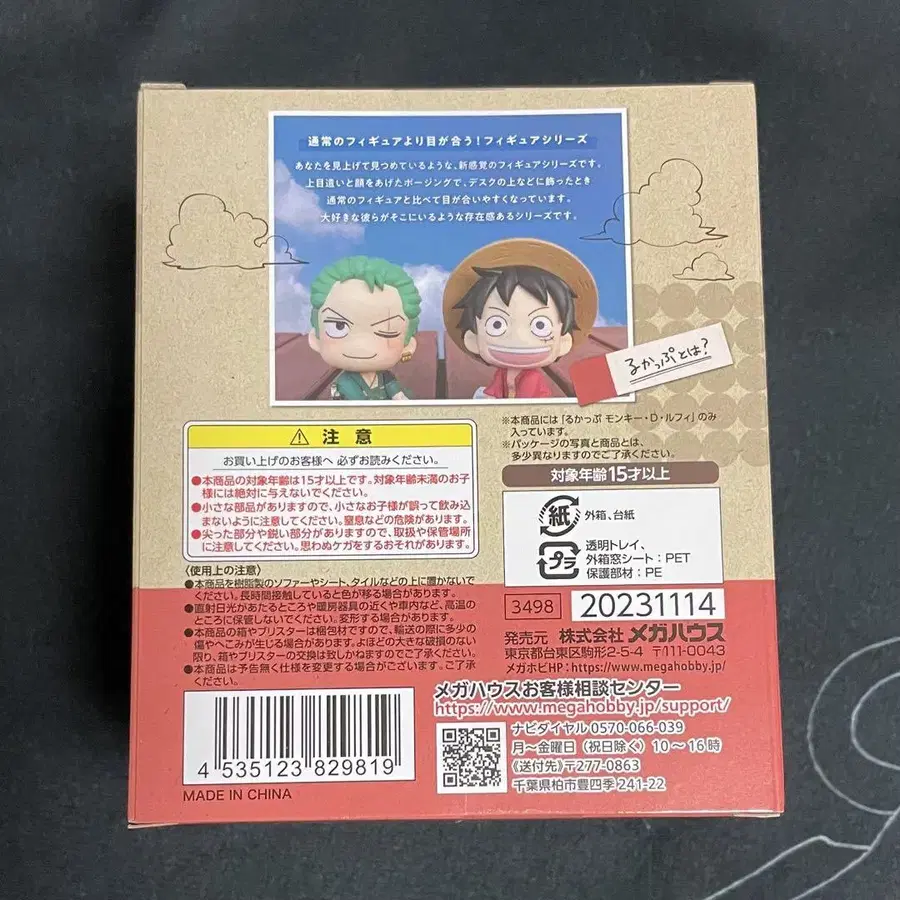 通常のフィギュアより目が合う！フィギュアシリーズ
あなたを見上げて見つめているような、新感覚のフィギュアシリーズです。
上目遣いと顔をあげたポージングで、デスクの上などに飾ったとき
通常のフィギュアと比べて目が合いやすくなっています。
大好きな彼らがそこにいるような存在感あるシリーズです。
るかっぷとは？
※本商品には「るかっぷ モンキー・D・ルフィ」のみ
入っています。
※パッケージの写真と商品とは、
多少異なりますのでご了承ください。
対象年齢15才以上
⚠ 注意
お買い上げのお客様へ 必ずお読みください。
●本商品の対象年齢は15才以上です。対象年齢未満のお子
様には絶対に与えないでください。
●小さな部品がありますので、小さなお子様が誤って飲み込
まないように注意してください。窒息などの危険があります。
●尖った部分や鋭い部分がありますので、取扱や保管場所
に注意してください。思わぬケガをするおそれがあります。
〈使用上の注意〉
●本商品を樹脂製のソファーやシート、タイルなどの上に置かないで
ください。長時間接触していると色が移る場合があります。
●直射日光があたるところや暖房器具の近くや車内など、高温の
ところに保管しないでください。変形する場合があります。
●本商品の箱やブリスターは梱包材ですので、輸送の際に多少の
傷やへこみが生じる場合があります。よほどの大きな破損のない
限り、箱やブリスターの交換は致しかねますのでご了承ください。
●本商品は予告無く仕様を変更する場合がございます。ご了承
ください。
紙
外箱、台紙
プラ
透明トレイ、
外箱窓シート：PET
保護部材：PE
3498
20231114
発売元 株式会社 メガハウス
東京都台東区駒形2-5-4 〒111-0043
メガホビHP：https://www.megahobby.jp/
メガハウスお客様相談センター
https://www.megahobby.jp/support/
ナビダイヤル 0570-066-039
月〜金曜日（祝日除く）10〜16時
《送付先》〒277-0863
千葉県柏市豊四季241-22
4 535123 829819
MADE IN CHINA